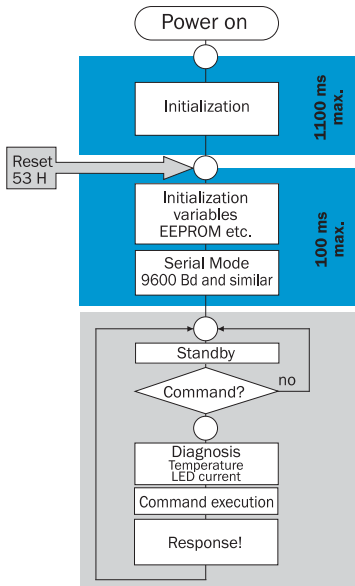 Power on
Initialization
1100 ms
max.
Reset
53 H
Initialization
variables
EEPROM etc.
100 ms
max.
Serial Mode
9600 Bd and similar
Standby
Command?
no
Diagnosis
Temperature
LED current
Command execution
Response!